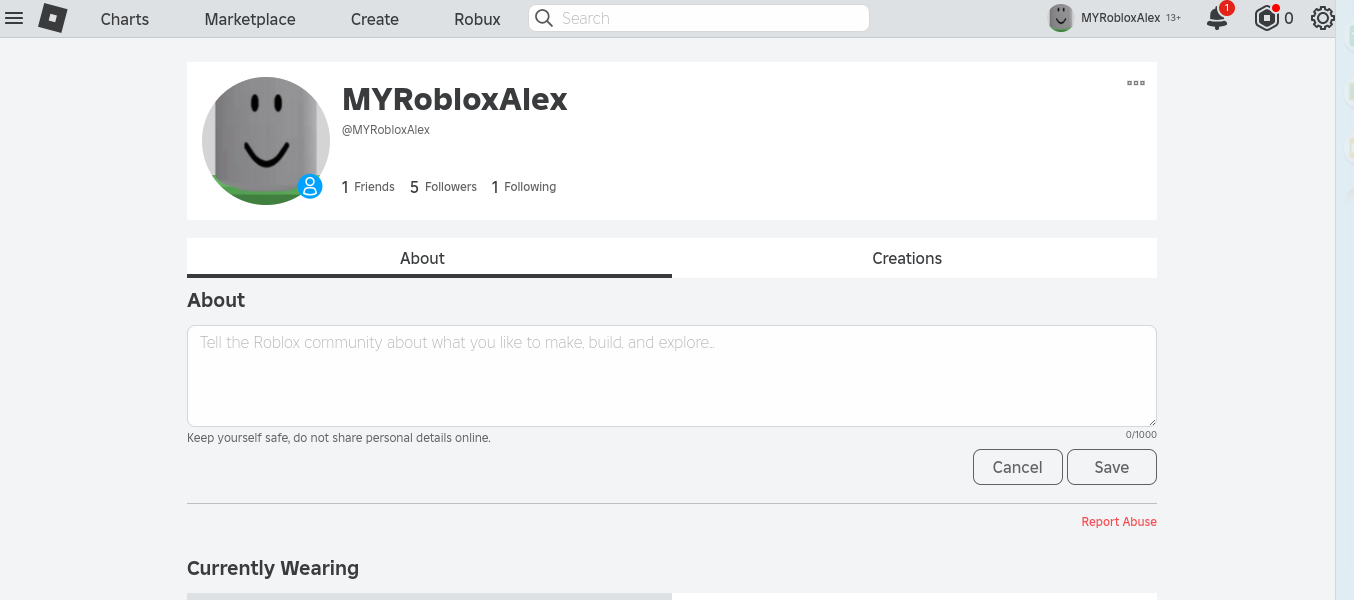 Charts Marketplace Create Robux Search MYRobloxAlex 13+ 1 0
MYRobloxAlex
@MYRobloxAlex
1 Friends 5 Followers 1 Following
About Creations
About
Tell the Roblox community about what you like to make, build, and explore...
Keep yourself safe, do not share personal details online. 0/1000
Cancel Save
Report Abuse
Currently Wearing